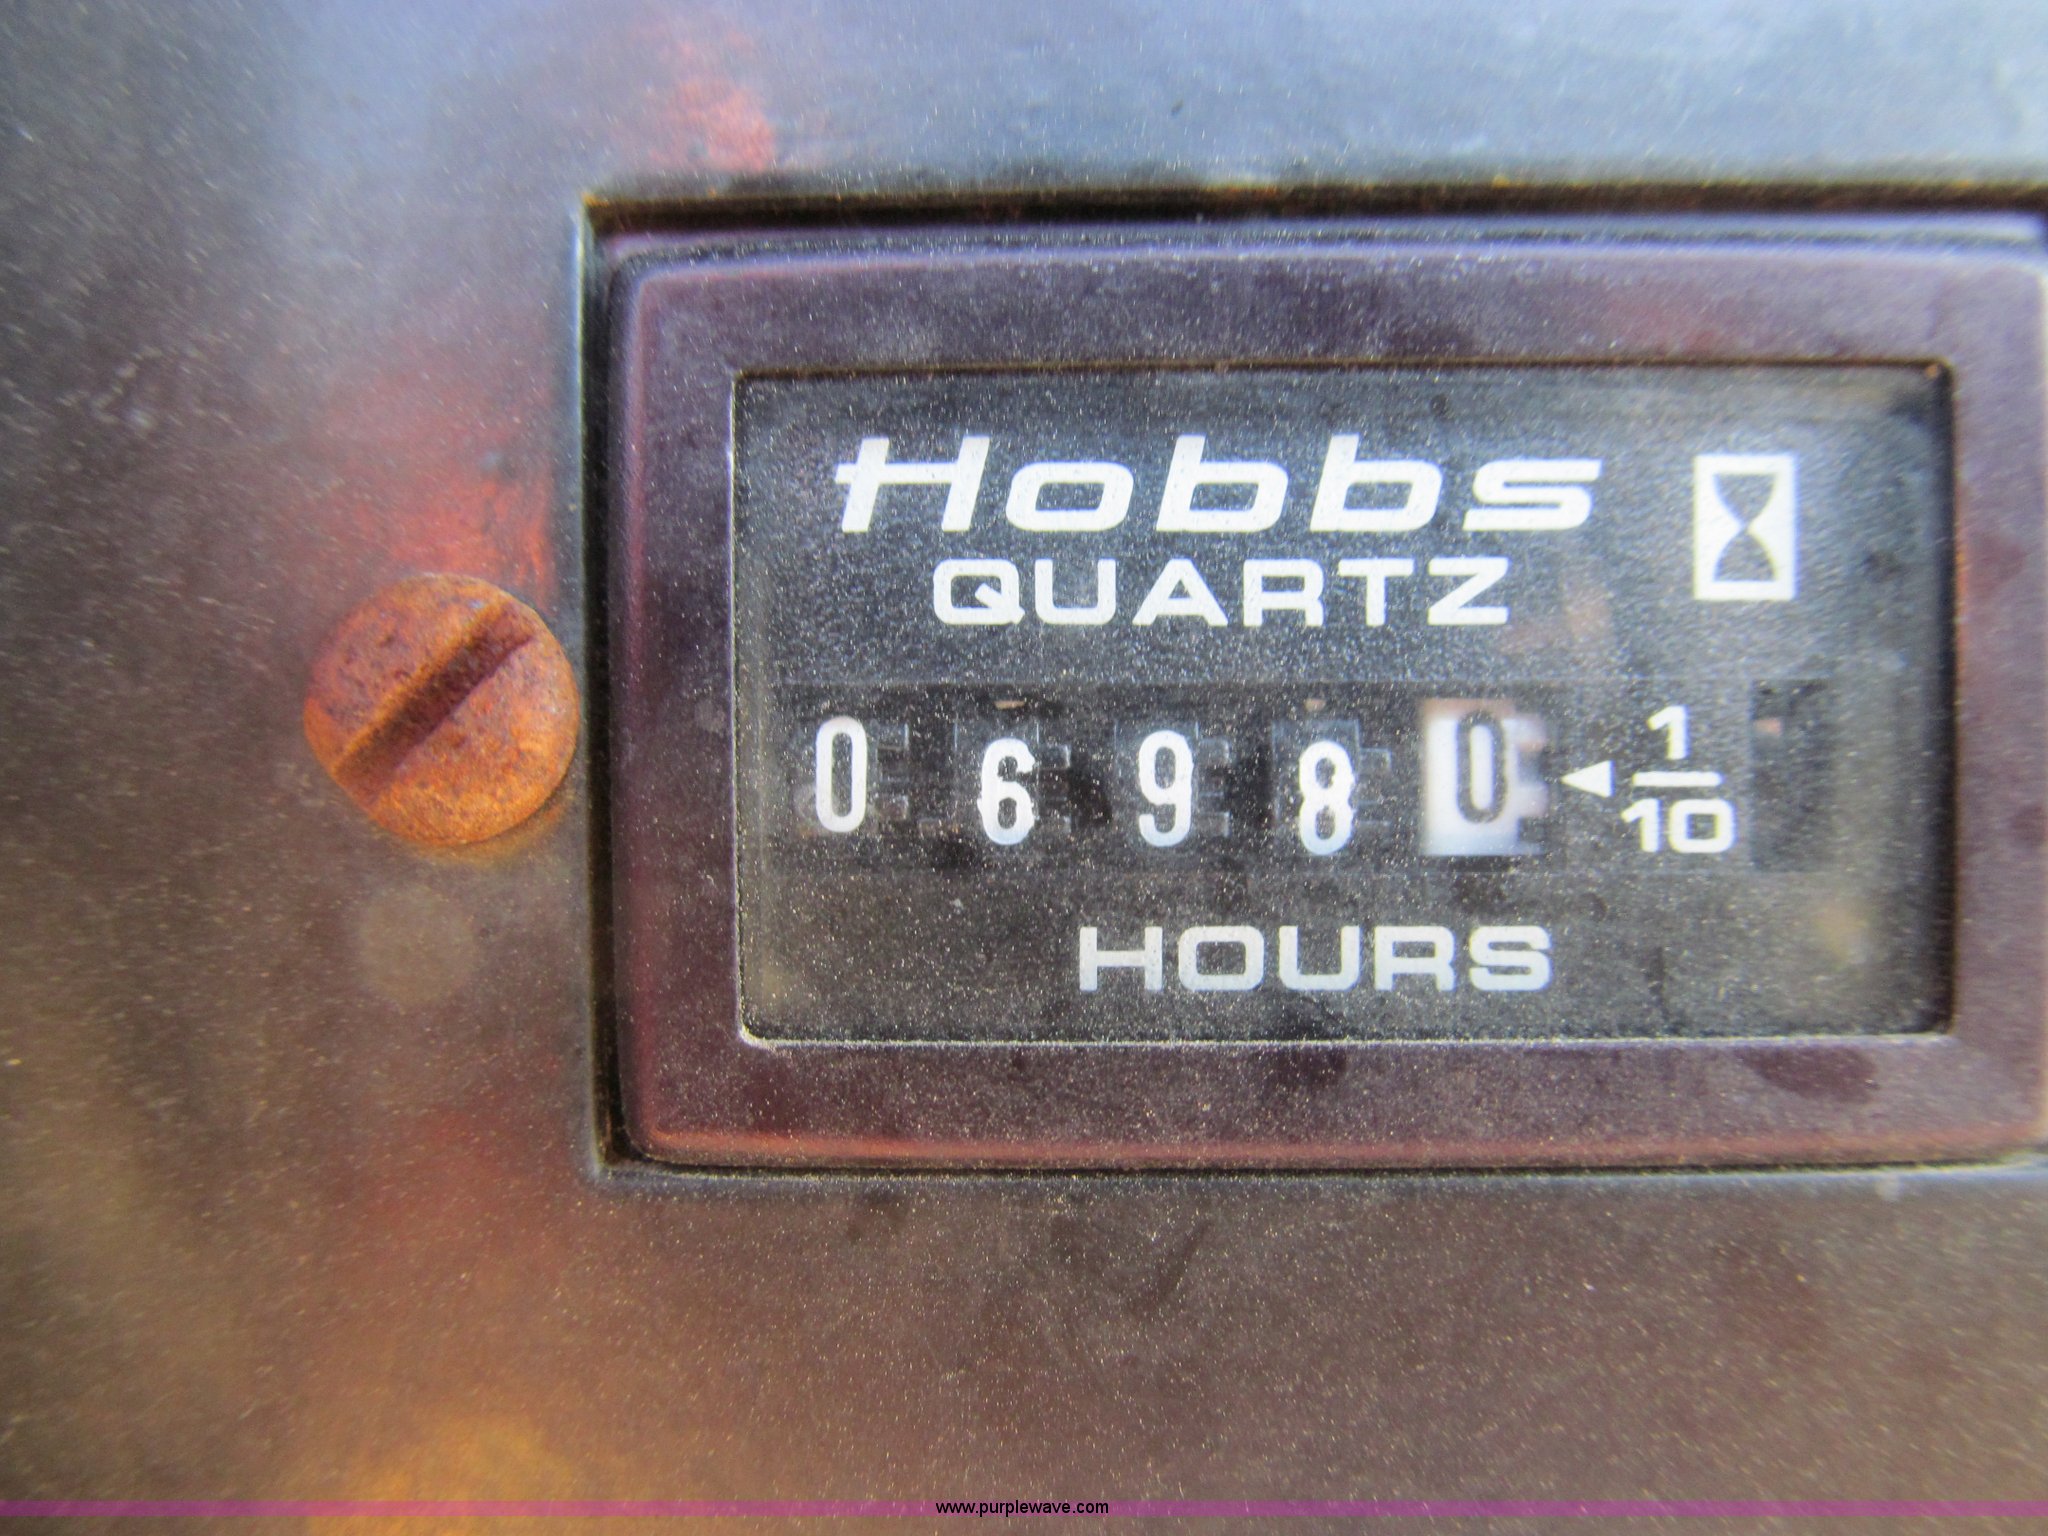 Hobbs
QUARTZ
0 6 9 8 0 ◄ 1/10
HOURS
www.purplewave.com